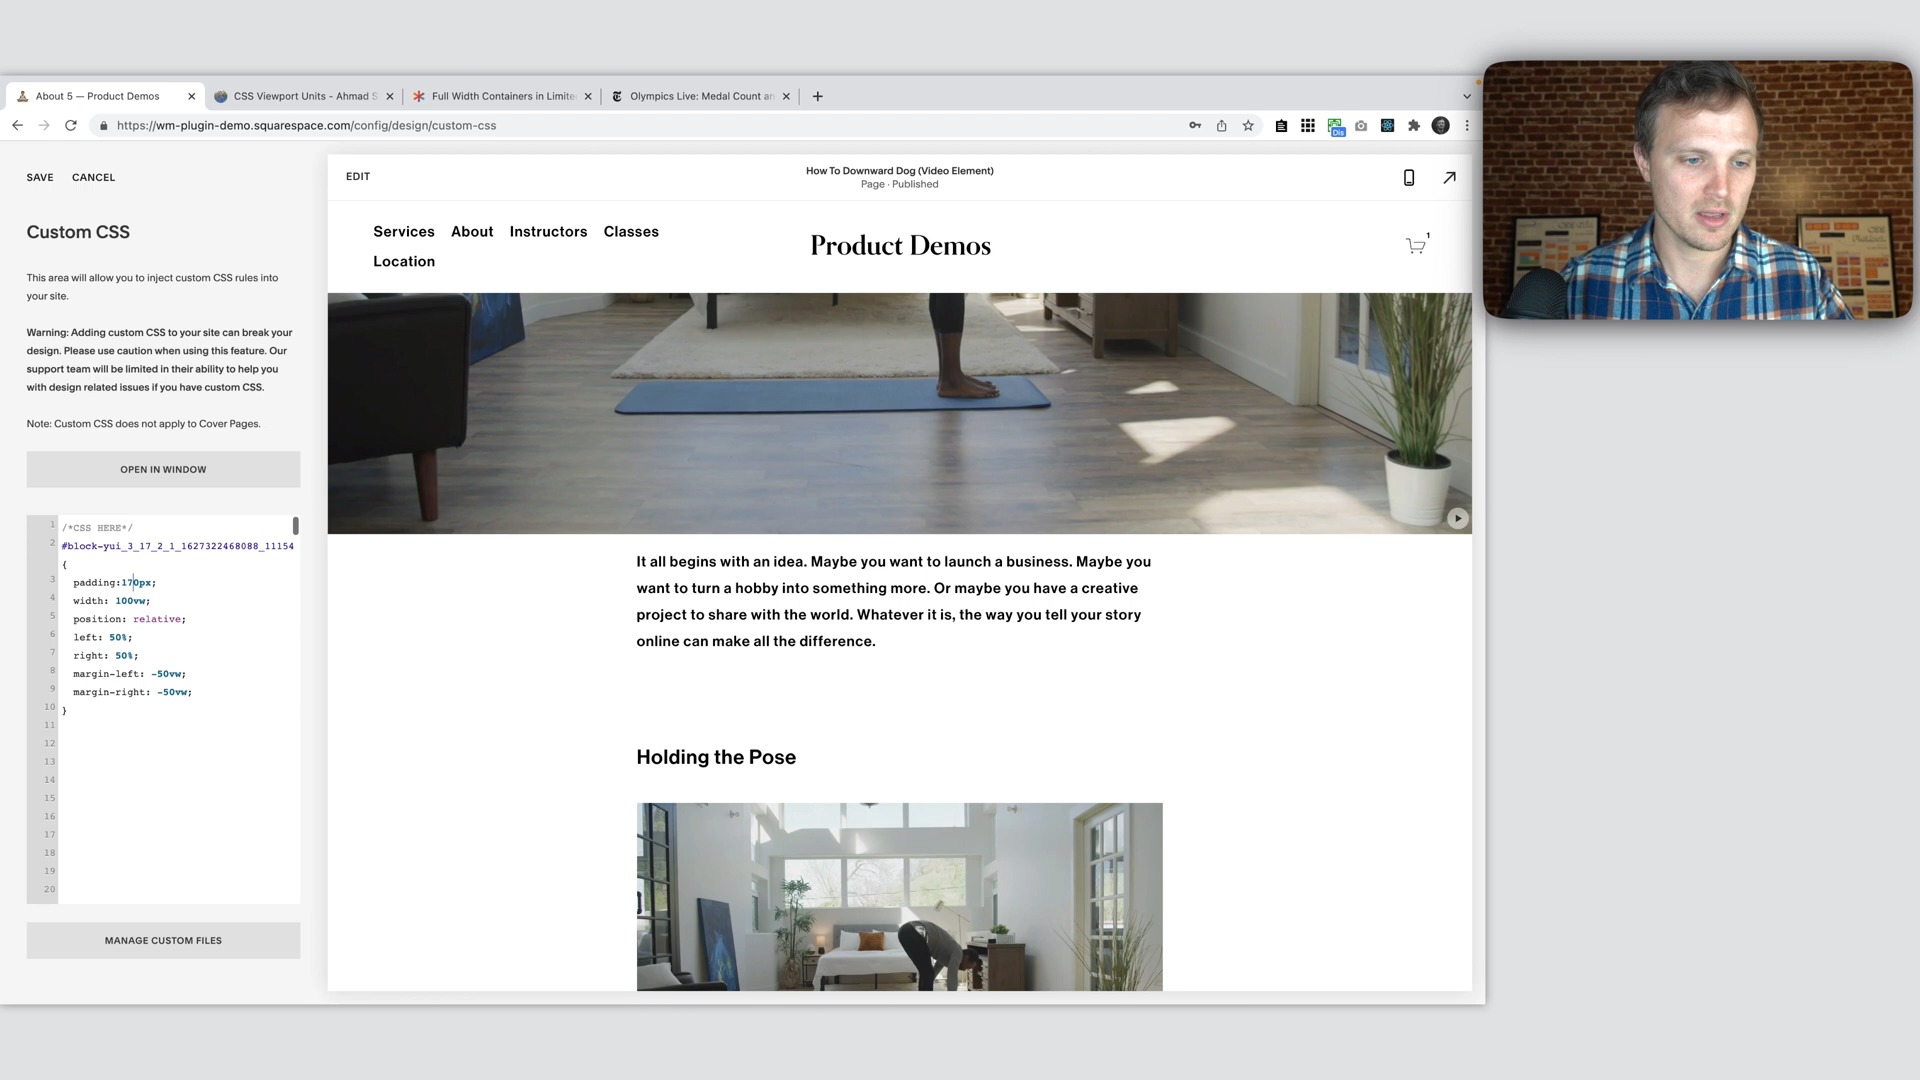 About 5 — Product Demos
CSS Viewport Units - Ahmad S
Full Width Containers in Limite
Olympics Live: Medal Count an
https://wm-plugin-demo.squarespace.com/config/design/custom-css
Dis
SAVE CANCEL
EDIT
How To Downward Dog (Video Element)
Page · Published
Custom CSS
This area will allow you to inject custom CSS rules into
your site.
Warning: Adding custom CSS to your site can break your
design. Please use caution when using this feature. Our
support team will be limited in their ability to help you
with design related issues if you have custom CSS.
Note: Custom CSS does not apply to Cover Pages.
OPEN IN WINDOW
1 /*CSS HERE*/
2 #block-yui_3_17_2_1_1627322468088_11154
{
3 padding:170px;
4 width: 100vw;
5 position: relative;
6 left: 50%;
7 right: 50%;
8 margin-left: -50vw;
9 margin-right: -50vw;
10 }
11
12
13
14
15
16
17
18
19
20
MANAGE CUSTOM FILES
Services About Instructors Classes
Location
Product Demos
1
It all begins with an idea. Maybe you want to launch a business. Maybe you
want to turn a hobby into something more. Or maybe you have a creative
project to share with the world. Whatever it is, the way you tell your story
online can make all the difference.
Holding the Pose